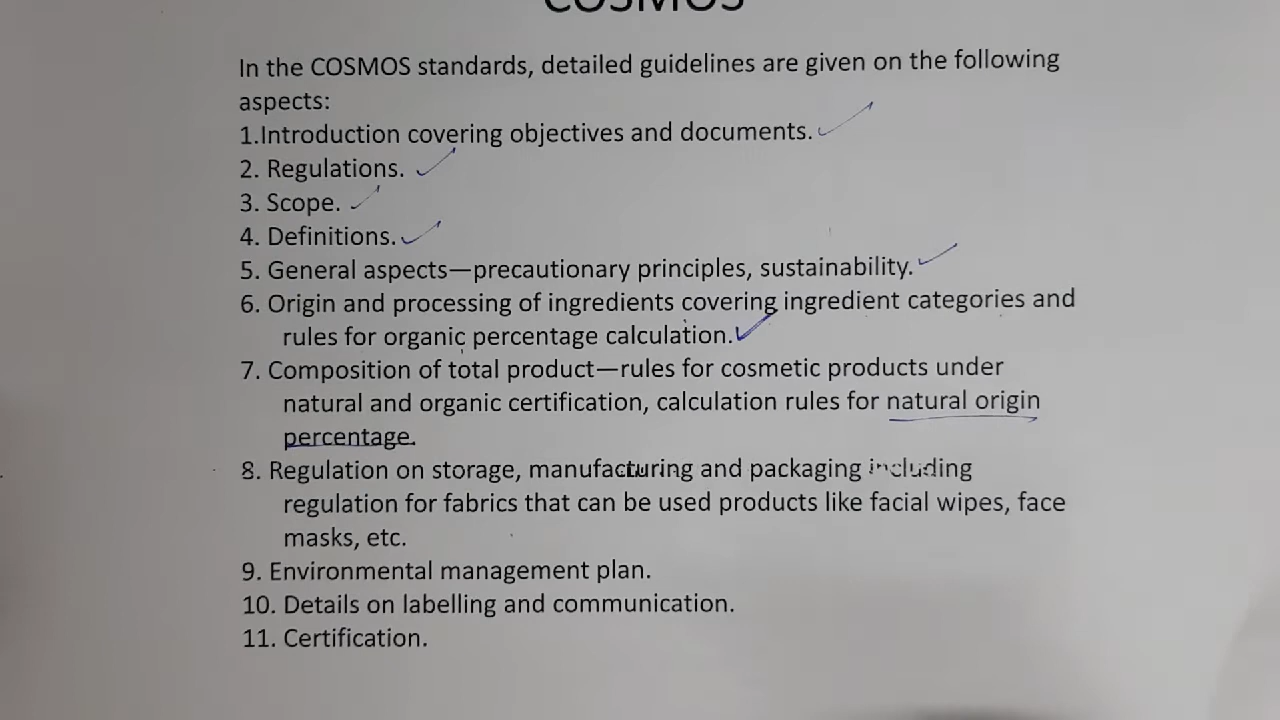 COSMOS
In the COSMOS standards, detailed guidelines are given on the following
aspects:
1.Introduction covering objectives and documents.
2. Regulations.
3. Scope.
4. Definitions.
5. General aspects—precautionary principles, sustainability.
6. Origin and processing of ingredients covering ingredient categories and
rules for organic percentage calculation.
7. Composition of total product—rules for cosmetic products under
natural and organic certification, calculation rules for natural origin
percentage.
8. Regulation on storage, manufacturing and packaging including
regulation for fabrics that can be used products like facial wipes, face
masks, etc.
9. Environmental management plan.
10. Details on labelling and communication.
11. Certification.